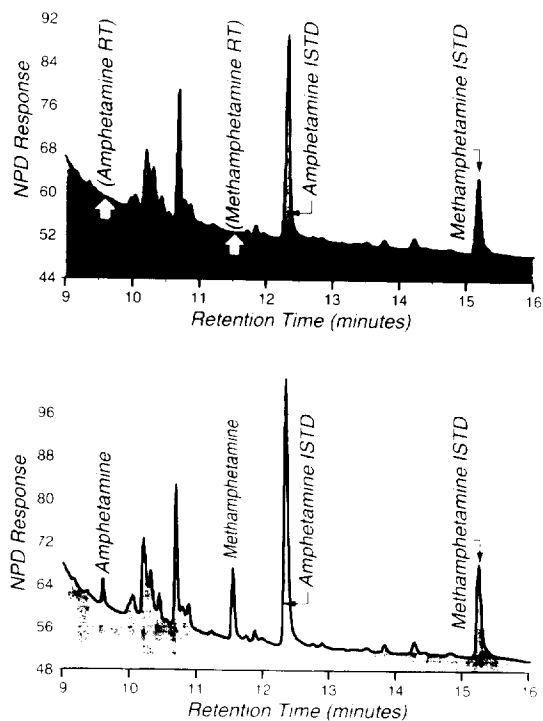 NPD Response
92
84
76
68
60
52
44
(Amphetamine RT)
(Methamphetamine RT)
Amphetamine ISTD
Methamphetamine ISTD
9 10 11 12 13 14 15 16
Retention Time (minutes)
NPD Response
96
88
80
72
64
56
48
Amphetamine
Methamphetamine
Amphetamine ISTD
Methamphetamine ISTD
9 10 11 12 13 14 15 16
Retention Time (minutes)